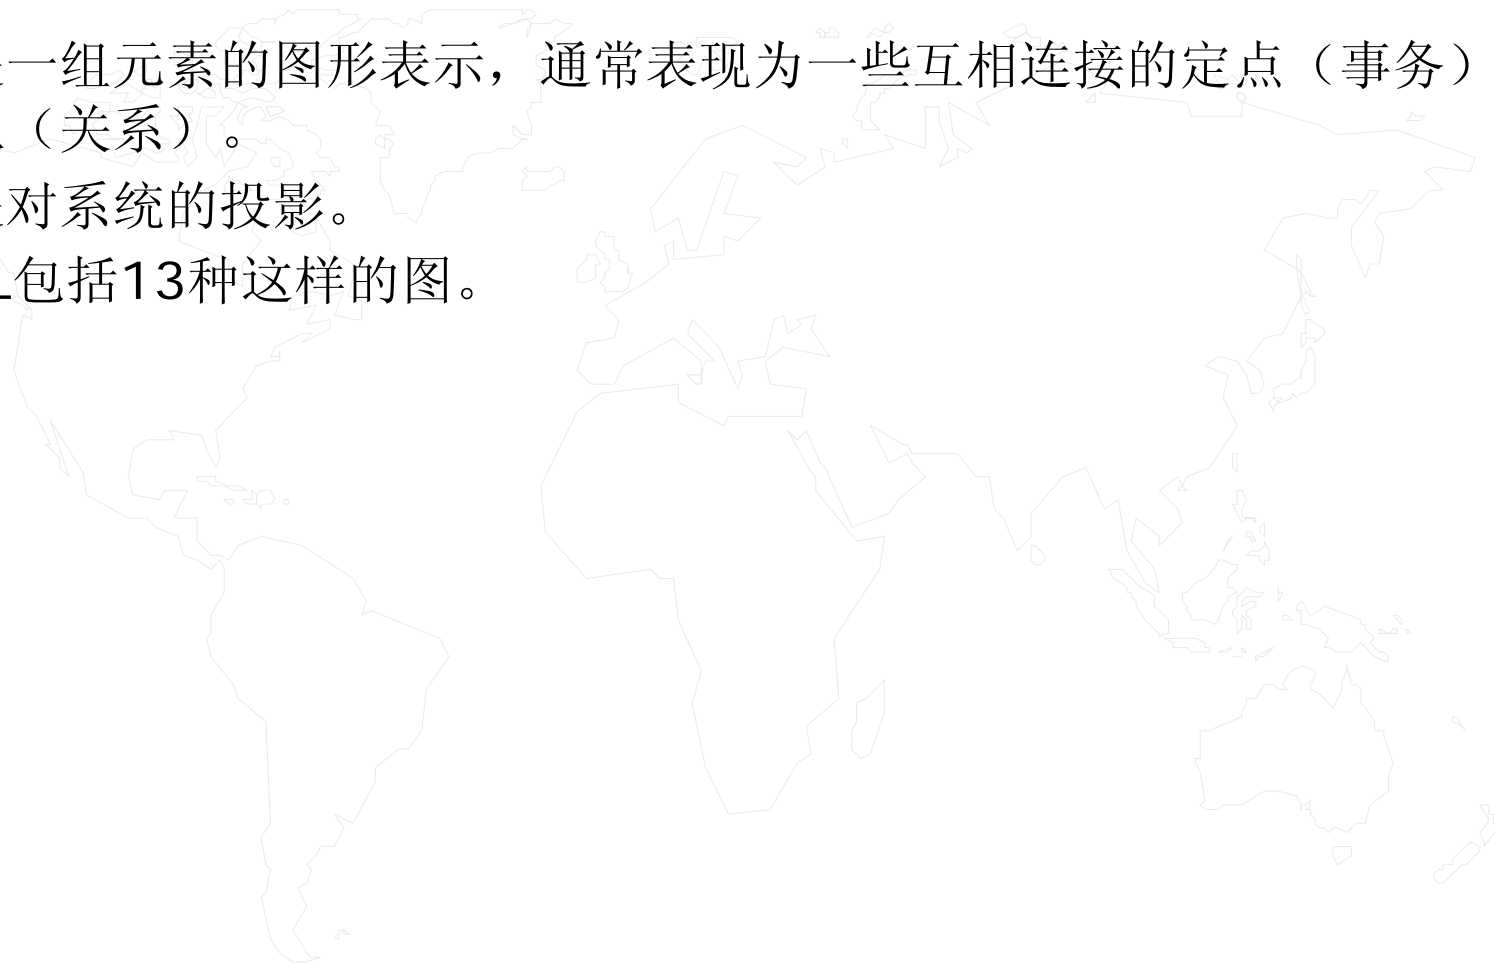 一组元素的图形表示，通常表现为一些互相连接的定点（事务）
（关系）。
对系统的投影。
包括13种这样的图。